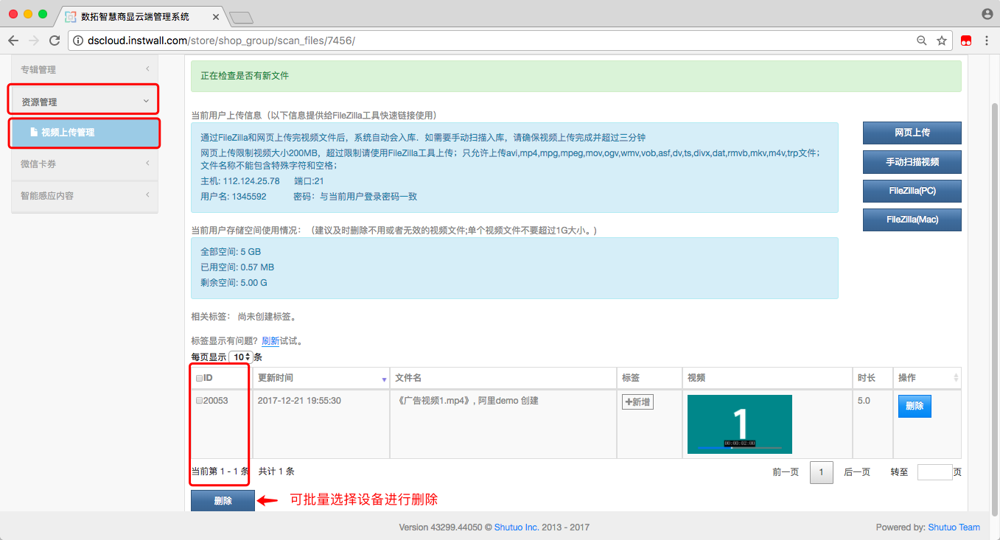 数拓智慧商显云端管理系统
dscloud.instwall.com/store/shop_group/scan_files/7456/
专辑管理
资源管理
视频上传管理
微信卡券
智能感应内容
正在检查是否有新文件
当前用户上传信息（以下信息提供给FileZilla工具快速链接使用）
通过FileZilla和网页上传完视频文件后，系统自动会入库．如需要手动扫描入库，请确保视频上传完成并超过三分钟
网页上传限制视频大小200MB，超过限制请使用FileZilla工具上传；只允许上传avi,mp4,mpg,mpeg,mov,ogv,wmv,vob,asf,dv,ts,divx,dat,rmvb,mkv,m4v,trp文件；
文件名称不能包含特殊字符和空格；
主机: 112.124.25.78 端口:21
用户名: 1345592 密码：与当前用户登录密码一致
网页上传
手动扫描视频
FileZilla(PC)
FileZilla(Mac)
当前用户存储空间使用情况：（建议及时删除不用或者无效的视频文件;单个视频文件不要超过1G大小。）
全部空间: 5 GB
已用空间: 0.57 MB
剩余空间: 5.00 G
相关标签： 尚未创建标签。
标签显示有问题？刷新试试。
每页显示 10 条
ID 更新时间 文件名 标签 视频 时长 操作
20053 2017-12-21 19:55:30 《广告视频1.mp4》, 阿里demo 创建 +新增 5.0 删除
1
00:00:02:00
当前第 1 - 1 条 共计 1 条 前一页 1 后一页 转至 页
删除 可批量选择设备进行删除
Version 43299.44050 © Shutuo Inc. 2013 - 2017 Powered by: Shutuo Team